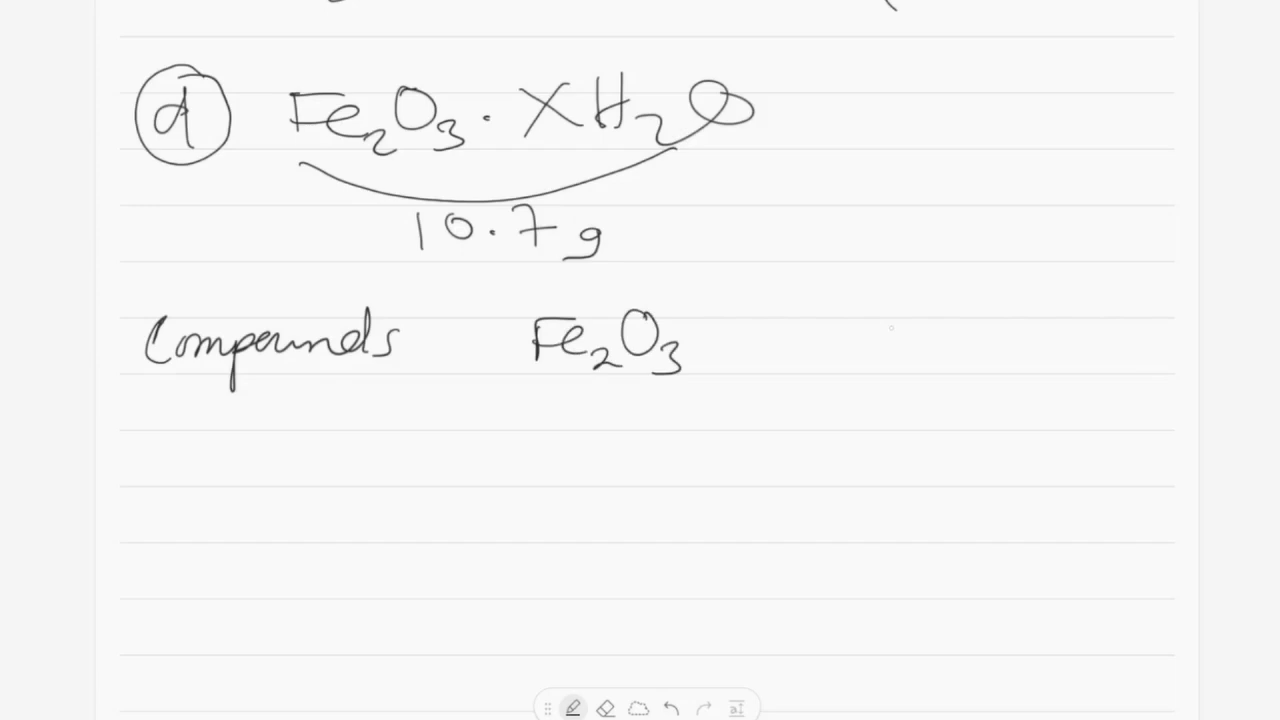 d Fe₂O₃ · XH₂O
10.7 g
Compounds Fe₂O₃